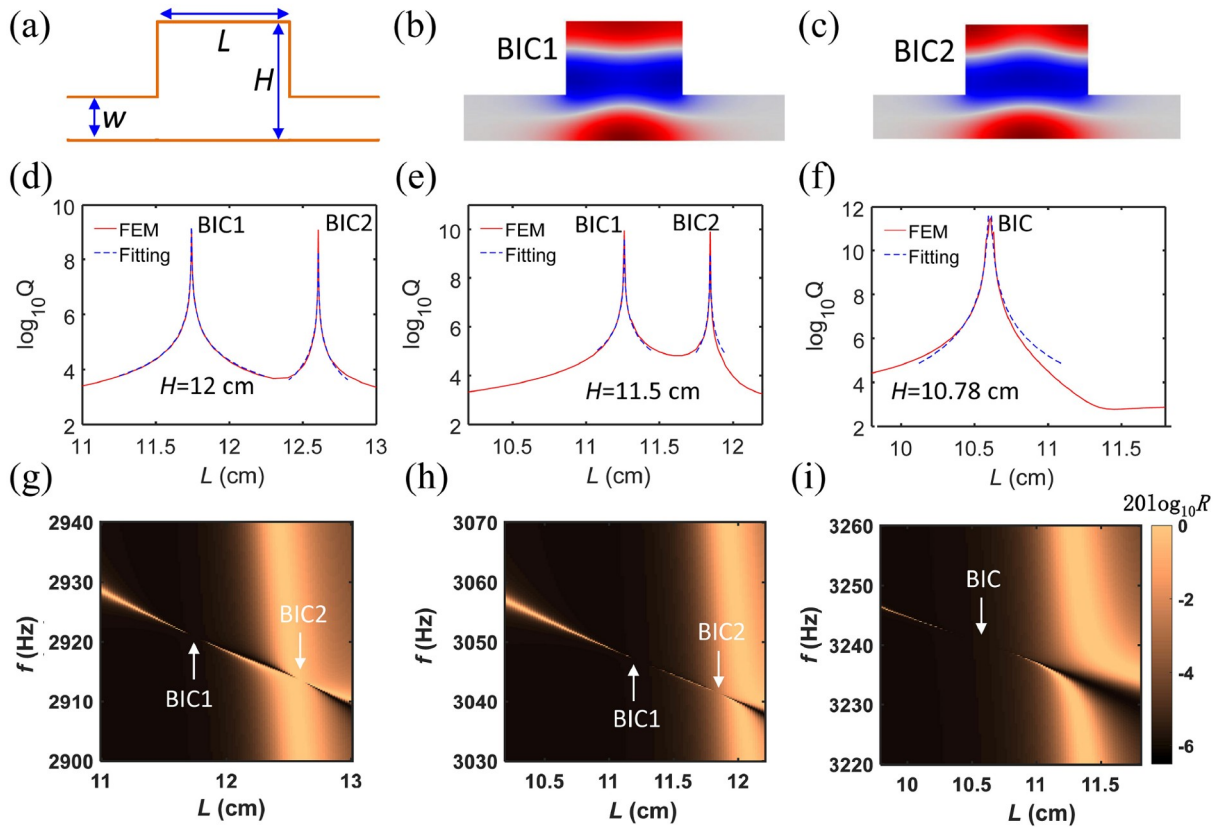 (a)
L
H
w
(b)
BIC1
(c)
BIC2
(d)
10
8
6
4
2
log10Q
FEM
Fitting
BIC1
BIC2
H=12 cm
11
11.5
12
12.5
13
L (cm)
(e)
10
8
6
4
2
log10Q
FEM
Fitting
BIC1
BIC2
H=11.5 cm
10.5
11
11.5
12
L (cm)
(f)
12
10
8
6
4
2
log10Q
FEM
Fitting
BIC
H=10.78 cm
10
10.5
11
11.5
L (cm)
(g)
2940
2930
2920
2910
2900
f (Hz)
BIC2
BIC1
11
12
13
L (cm)
(h)
3070
3060
3050
3040
3030
f (Hz)
BIC2
BIC1
10.5
11
11.5
12
L (cm)
(i)
3260
3250
3240
3230
3220
f (Hz)
BIC
10
10.5
11
11.5
L (cm)
20log10R
0
-2
-4
-6